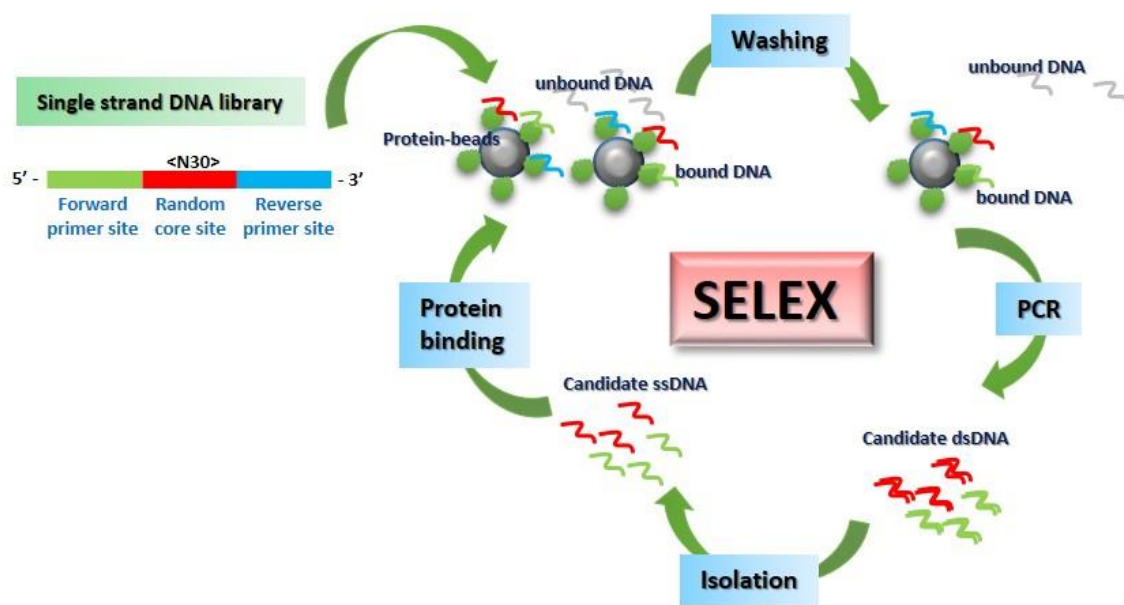 Single strand DNA library
<N30>
5’ -
- 3’
Forward
primer site
Random
core site
Reverse
primer site
unbound DNA
Protein-beads
bound DNA
Washing
unbound DNA
bound DNA
SELEX
PCR
Protein
binding
Candidate ssDNA
Candidate dsDNA
Isolation